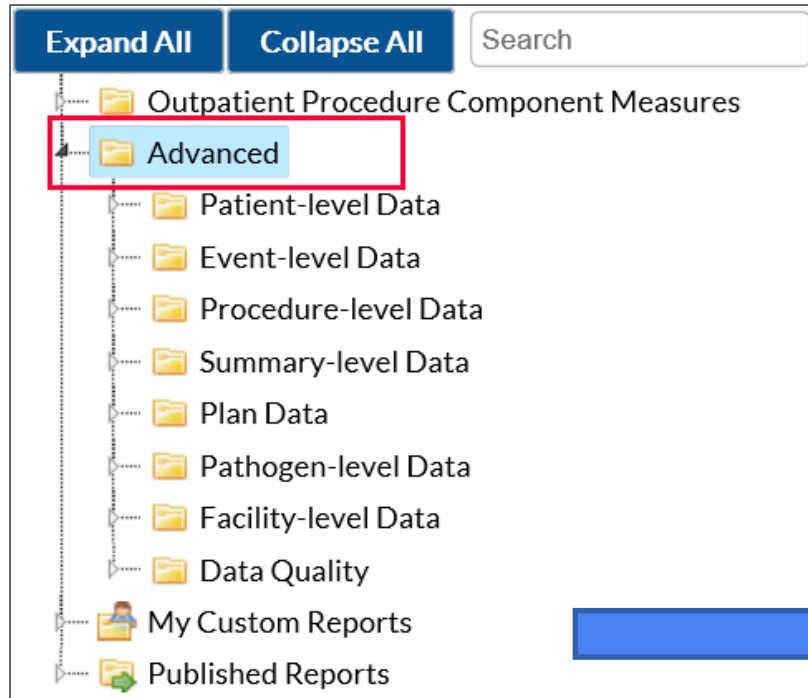 Expand All Collapse All Search
Outpatient Procedure Component Measures
Advanced
Patient-level Data
Event-level Data
Procedure-level Data
Summary-level Data
Plan Data
Pathogen-level Data
Facility-level Data
Data Quality
My Custom Reports
Published Reports